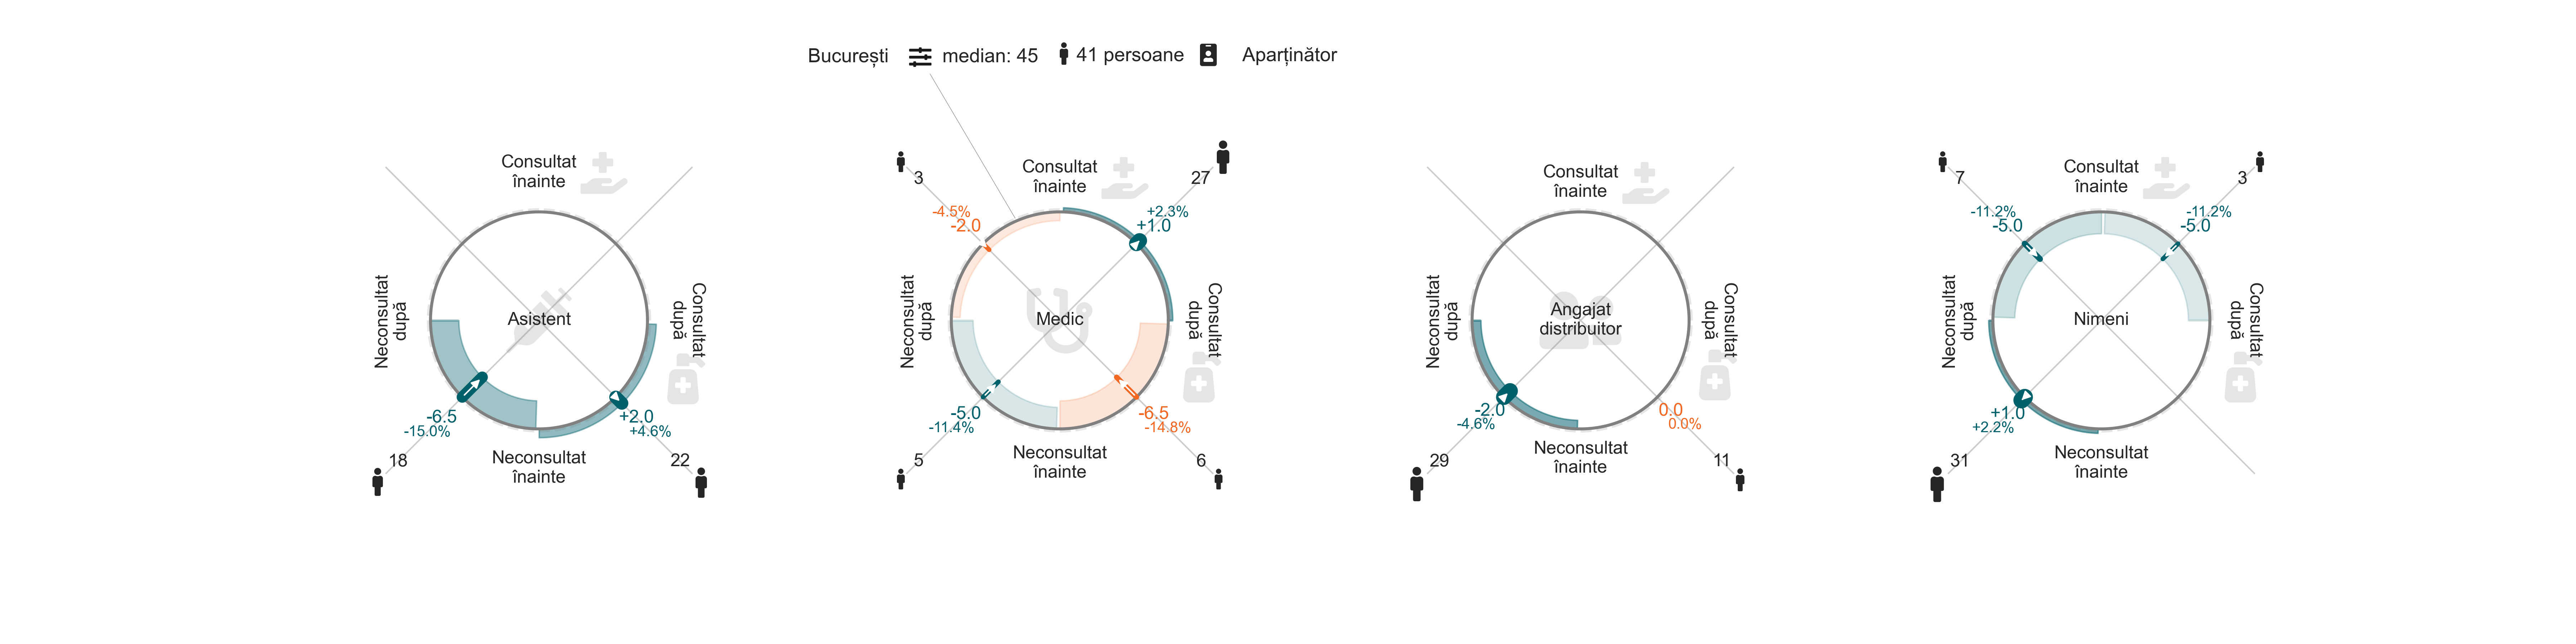 București median: 45 41 persoane Aparținător
Consultat
înainte
Neconsultat
după
Consultat
după
Asistent
-6.5
-15.0%
+2.0
+4.6%
18
22
Neconsultat
înainte
3
27
Consultat
înainte
-4.5%
-2.0
+2.3%
+1.0
Neconsultat
după
Consultat
după
Medic
-5.0
-11.4%
-6.5
-14.8%
5
6
Neconsultat
înainte
Consultat
înainte
Neconsultat
după
Consultat
după
Angajat
distribuitor
-2.0
-4.6%
0.0
0.0%
29
11
Neconsultat
înainte
7
3
Consultat
înainte
-11.2%
-5.0
-11.2%
-5.0
Neconsultat
după
Consultat
după
Nimeni
+1.0
+2.2%
31
Neconsultat
înainte